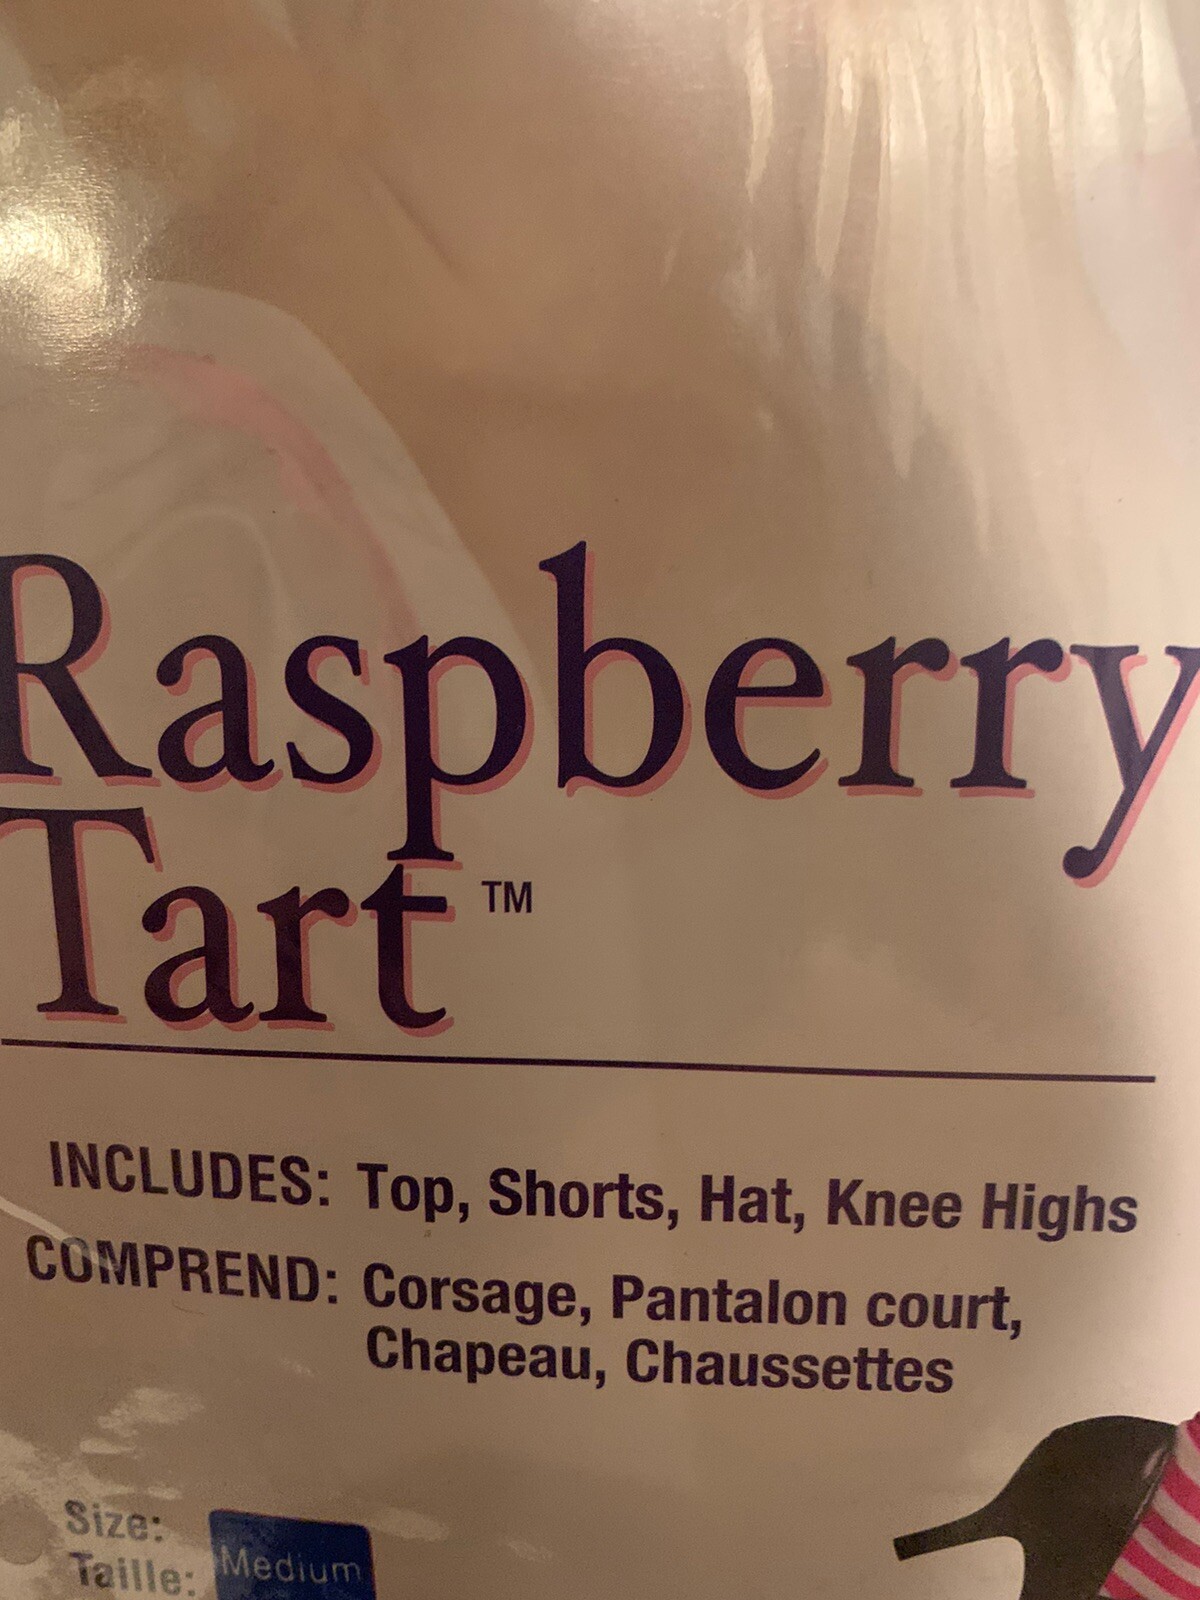 Raspberry
Tart™
INCLUDES: Top, Shorts, Hat, Knee Highs
COMPREND: Corsage, Pantalon court,
Chapeau, Chaussettes
Size:
Taille:
Medium